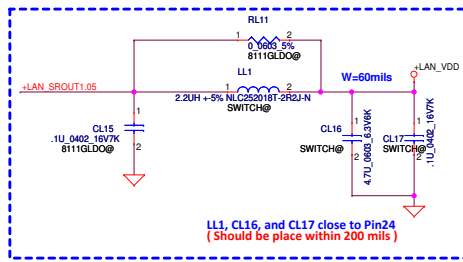 RL11
1 2
0_0603_5%
8111GLDO@
LL1
+LAN_VDD
+LAN_SROUT1.05
1 2
W=60mils
2.2UH +-5% NLC252018T-2R2J-N
SWITCH@
1
CL15
.1U_0402_16V7K
8111GLDO@
2
1
CL16
SWITCH@
2
4.7U_0603_6.3V6K
1
CL17
SWITCH@
2
.1U_0402_16V7K
LL1, CL16, and CL17 close to Pin24
( Should be place within 200 mils )